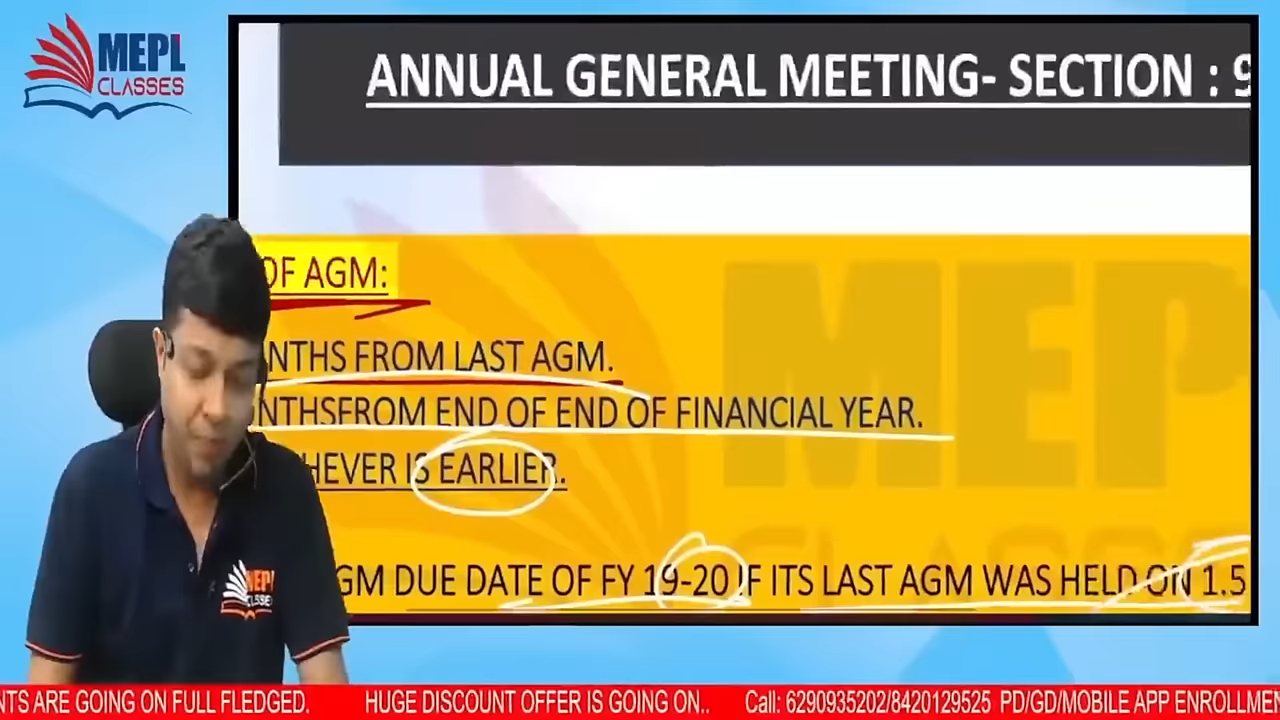 MEPL
CLASSES
ANNUAL GENERAL MEETING- SECTION : 9
OF AGM:
NTHS FROM LAST AGM.
NTHSFROM END OF END OF FINANCIAL YEAR.
HEVER IS EARLIER.
GM DUE DATE OF FY 19-20 IF ITS LAST AGM WAS HELD ON 1.5
MEP
CLASSES
MEPL
CLSSES
NTS ARE GOING ON FULL FLEDGED. HUGE DISCOUNT OFFER IS GOING ON.. Call: 6290935202/8420129525 PD/GD/MOBILE APP ENROLLMEN